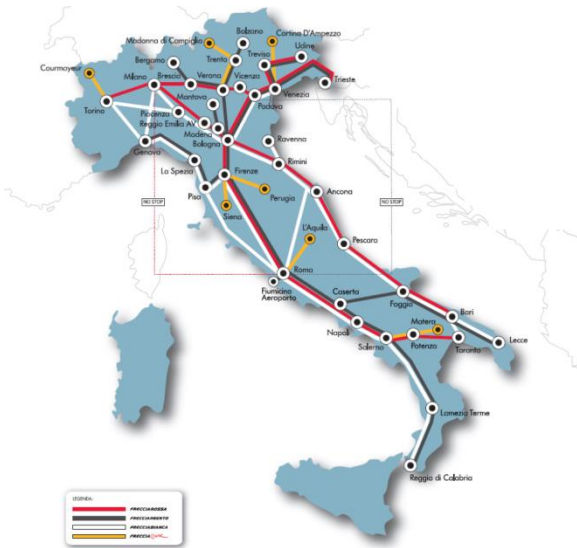 Bolzano
Cortina D'Ampezzo
Madonna di Campiglio
Udine
Treviso
Trento
Bergamo
Courmayeur
Milano
Brescia
Verona
Vicenza
Trieste
Venezia
Mantova
Padova
Torino
Piacenza
Reggio Emilia AV
Modena
Bologna
Ravenna
Genova
Rimini
La Spezia
Firenze
Pisa
Perugia
Ancona
NO STOP
NO STOP
Siena
L'Aquila
Pescara
Roma
Fiumicino
Aeroporto
Caserta
Foggia
Bari
Napoli
Matera
Salerno
Potenza
Taranto
Lecce
Lamezia Terme
Reggio di Calabria
LEGENDA:
FRECCIAROSSA
FRECCIARGENTO
FRECCIABIANCA
FRECCIALink